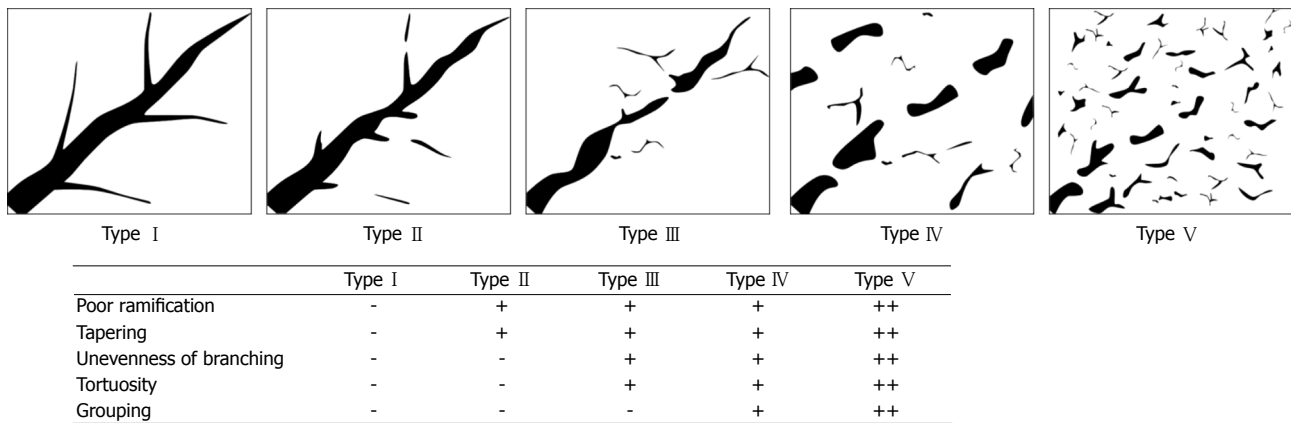 Type Ⅰ Type Ⅱ Type Ⅲ Type Ⅳ Type Ⅴ
Type Ⅰ Type Ⅱ Type Ⅲ Type Ⅳ Type Ⅴ
Poor ramification - + + + ++
Tapering - + + + ++
Unevenness of branching - - + + ++
Tortuosity - - + + ++
Grouping - - - + ++